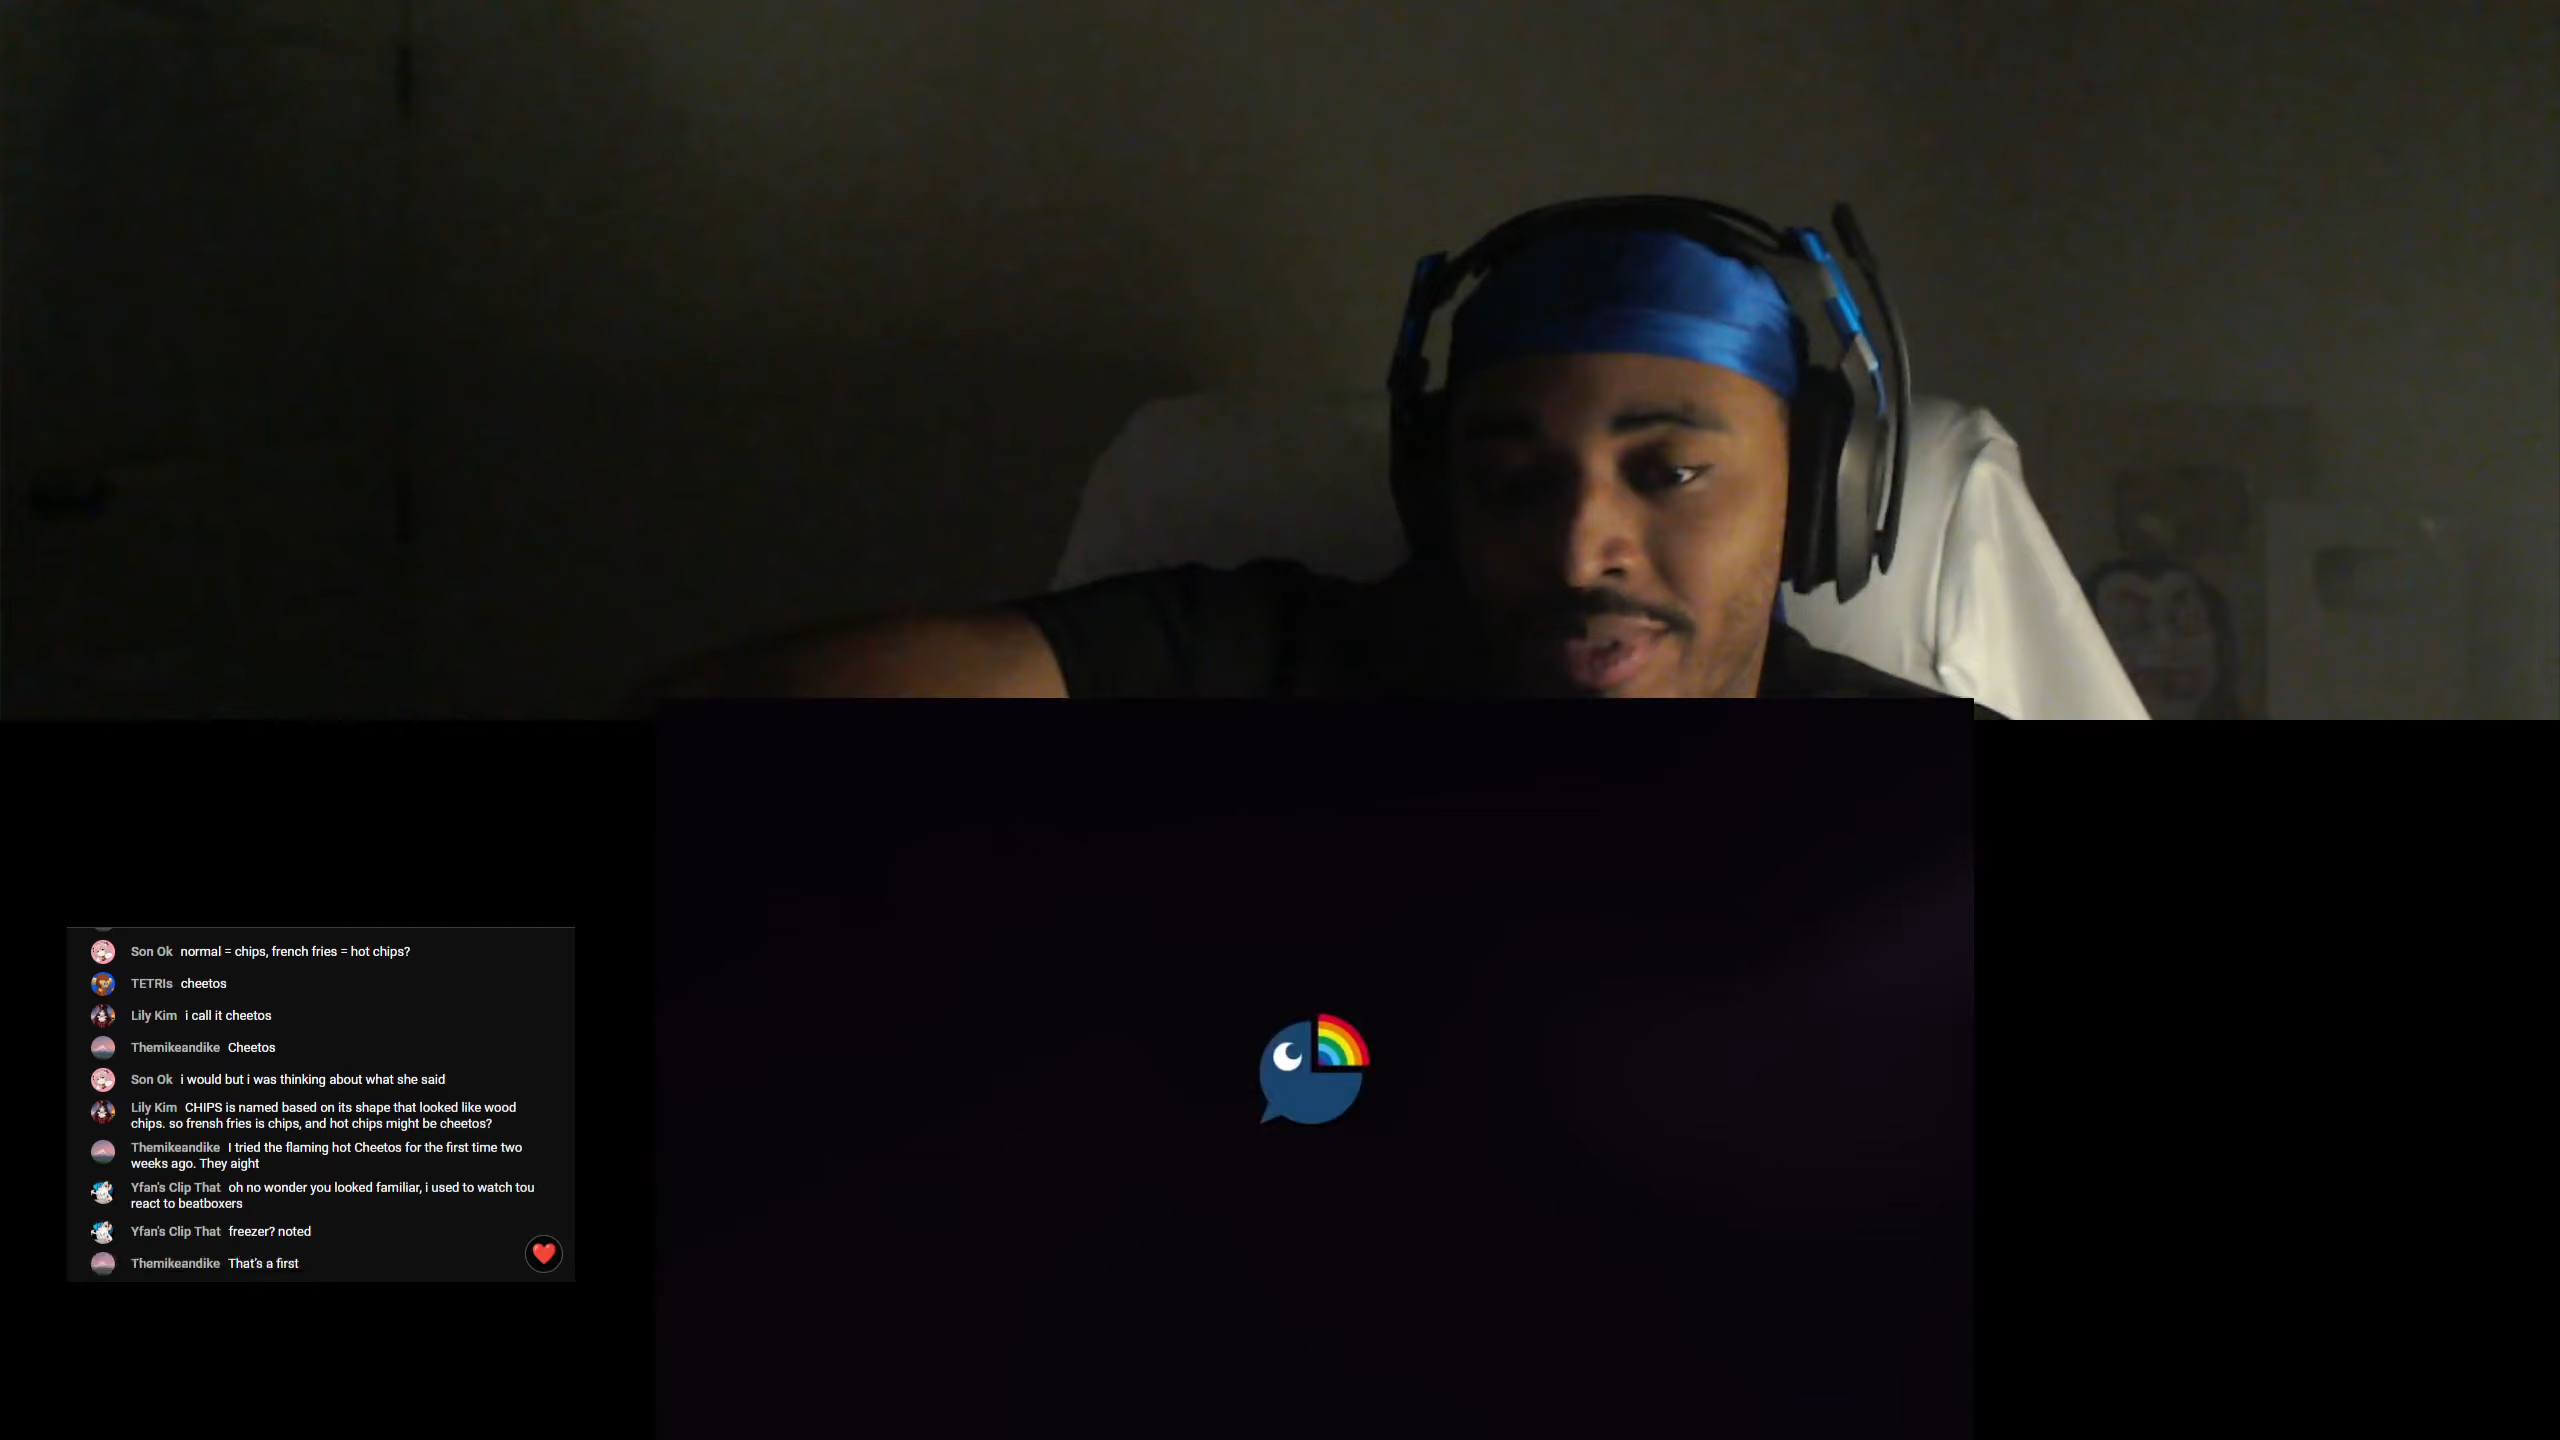 Son Ok normal = chips, french fries = hot chips?
TETRIs cheetos
Lily Kim i call it cheetos
Themikeandike Cheetos
Son Ok i would but i was thinking about what she said
Lily Kim CHIPS is named based on its shape that looked like wood
chips. so frensh fries is chips, and hot chips might be cheetos?
Themikeandike I tried the flaming hot Cheetos for the first time two
weeks ago. They aight
Yfan's Clip That oh no wonder you looked familiar, i used to watch tou
react to beatboxers
Yfan's Clip That freezer? noted
Themikeandike That's a first